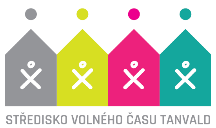 STŘEDISKO VOLNÉHO ČASU TANVALD